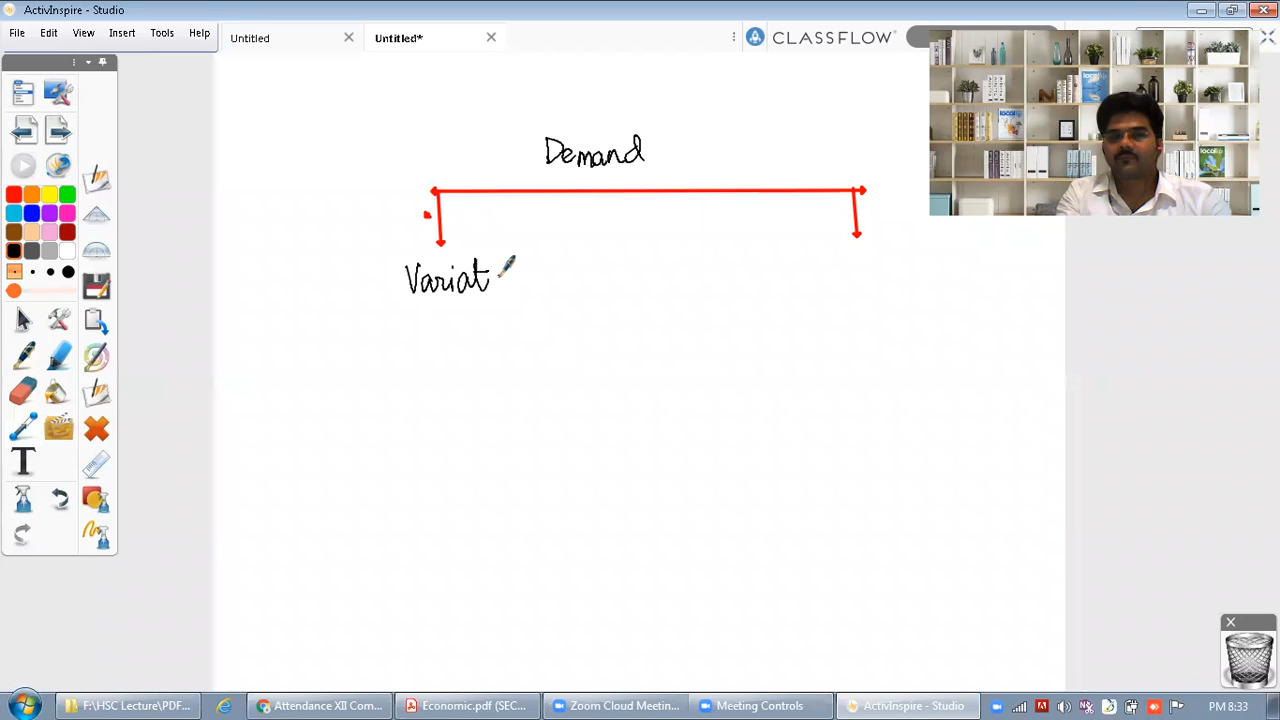 ActivInspire - Studio
File Edit View Insert Tools Help
Untitled
Untitled*
CLASSFLOW
Demand
Variat
T
F:\HSC Lecture\PDF...
Attendance XII Com...
Economic.pdf (SEC...
Zoom Cloud Meetin...
Meeting Controls
ActivInspire - Studio
PM 8:33